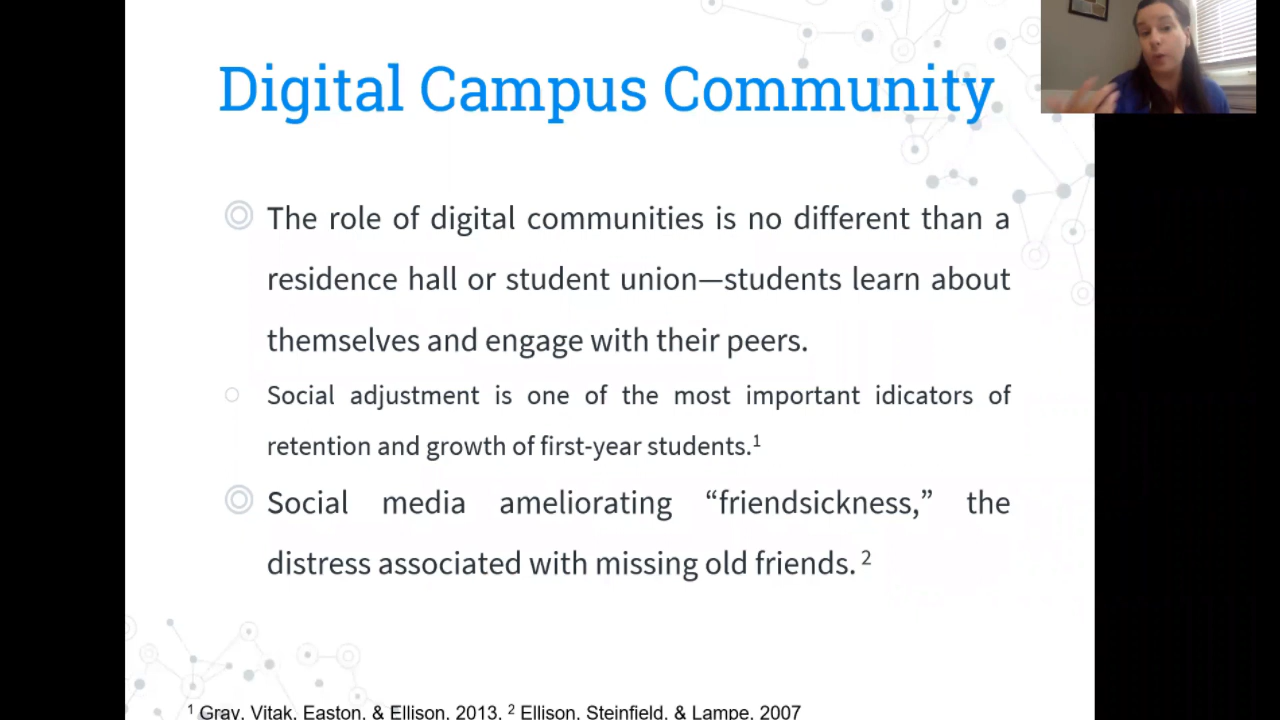 Digital Campus Community
The role of digital communities is no different than a
residence hall or student union—students learn about
themselves and engage with their peers.
Social adjustment is one of the most important idicators of
retention and growth of first-year students.¹
Social media ameliorating “friendsickness,” the
distress associated with missing old friends. ²
¹ Gray, Vitak, Easton, & Ellison, 2013, ² Ellison, Steinfield, & Lampe, 2007